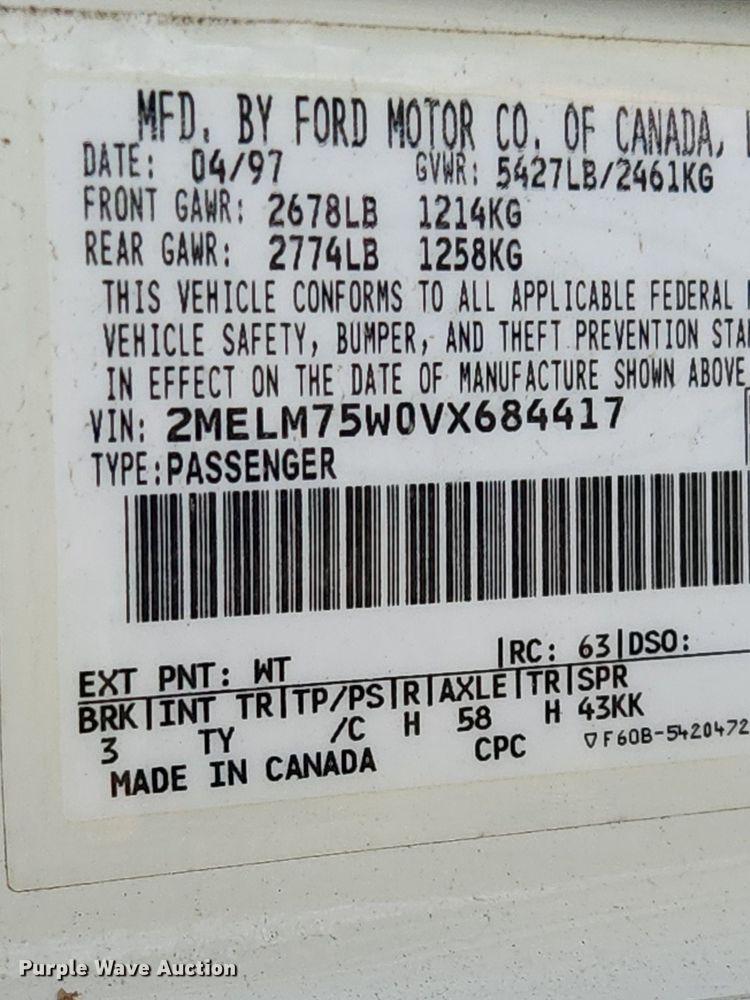 MFD. BY FORD MOTOR CO. OF CANADA,
DATE: 04/97 GVWR: 5427LB/2461KG
FRONT GAWR: 2678LB 1214KG
REAR GAWR: 2774LB 1258KG
THIS VEHICLE CONFORMS TO ALL APPLICABLE FEDERAL
VEHICLE SAFETY, BUMPER, AND THEFT PREVENTION STA
IN EFFECT ON THE DATE OF MANUFACTURE SHOWN ABOVE
VIN: 2MELM75W0VX684417
TYPE: PASSENGER
EXT PNT: WT |RC: 63|DSO:
BRK|INT TR|TP/PS|R|AXLE|TR|SPR
3 TY /C H 58 H 43KK
MADE IN CANADA CPC ▽F60B-5420472
Purple Wave Auction